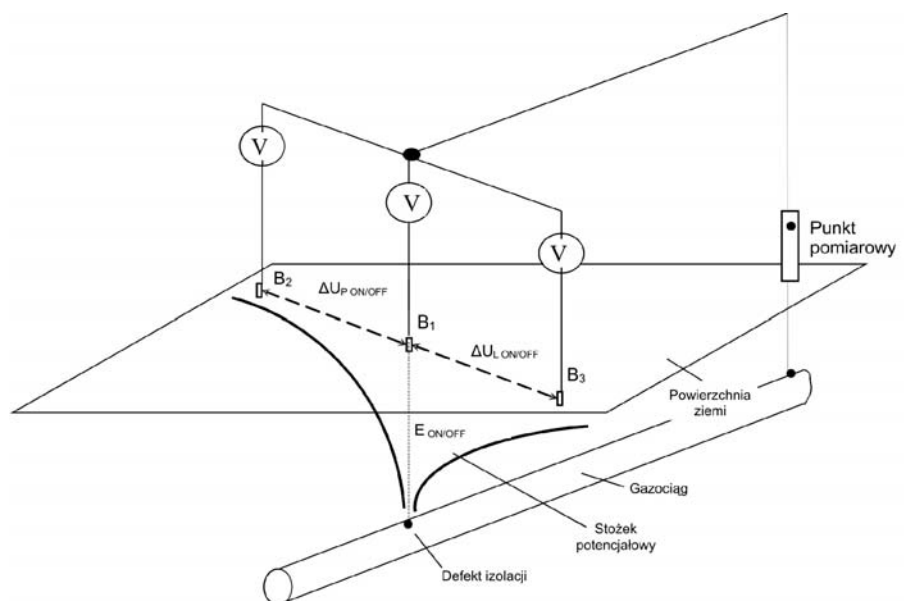 V
V
V
Punkt
pomiarowy
B2
ΔUP ON/OFF
B1
ΔUL ON/OFF
B3
Powierzchnia
ziemi
E ON/OFF
Gazociąg
Stożek
potencjałowy
Defekt izolacji